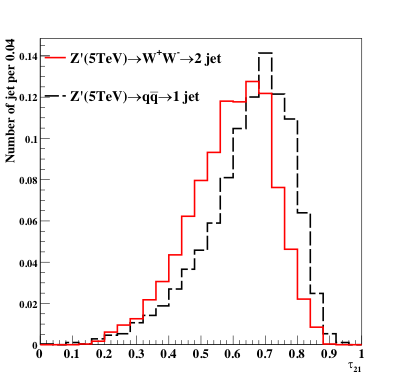 Number of jet per 0.04
Z'(5TeV)→W⁺W⁻→2 jet
Z'(5TeV)→qq̅→1 jet
0.14
0.12
0.1
0.08
0.06
0.04
0.02
0
0 0.1 0.2 0.3 0.4 0.5 0.6 0.7 0.8 0.9 1
τ₂₁